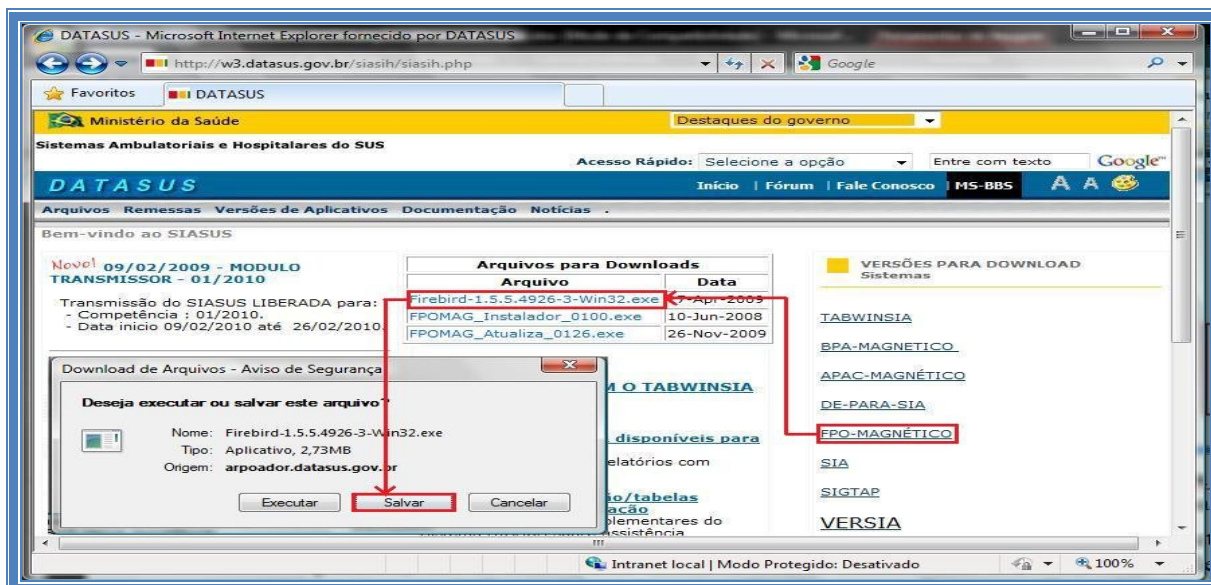 DATASUS - Microsoft Internet Explorer fornecido por DATASUS
http://w3.datasus.gov.br/siasih/siasih.php
Google
Favoritos
DATASUS
Ministério da Saúde
Destaques do governo
Sistemas Ambulatoriais e Hospitalares do SUS
Acesso Rápido: Selecione a opção
Entre com texto
Google
DATASUS
Início | Fórum | Fale Conosco | MS-BBS
A A
Arquivos Remessas Versões de Aplicativos Documentação Notícias .
Bem-vindo ao SIASUS
Novo! 09/02/2009 - MODULO
TRANSMISSOR - 01/2010
Transmissão do SIASUS LIBERADA para:
- Competência : 01/2010.
- Data inicio 09/02/2010 até 26/02/2010.
Arquivos para Downloads
Arquivo Data
Firebird-1.5.5.4926-3-Win32.exe 7-Apr-2009
FPOMAG_Instalador_0100.exe 10-Jun-2008
FPOMAG_Atualiza_0126.exe 26-Nov-2009
M O TABWINSIA
disponíveis para
elatórios com
io/tabelas
acão
plementares do
assistência
VERSÕES PARA DOWNLOAD
Sistemas
TABWINSIA
BPA-MAGNETICO
APAC-MAGNÉTICO
DE-PARA-SIA
FPO-MAGNÉTICO
SIA
SIGTAP
VERSIA
Download de Arquivos - Aviso de Segurança
Deseja executar ou salvar este arquivo?
Nome: Firebird-1.5.5.4926-3-Win32.exe
Tipo: Aplicativo, 2,73MB
Origem: arpoador.datasus.gov.br
Executar
Salvar
Cancelar
Intranet local | Modo Protegido: Desativado
100%